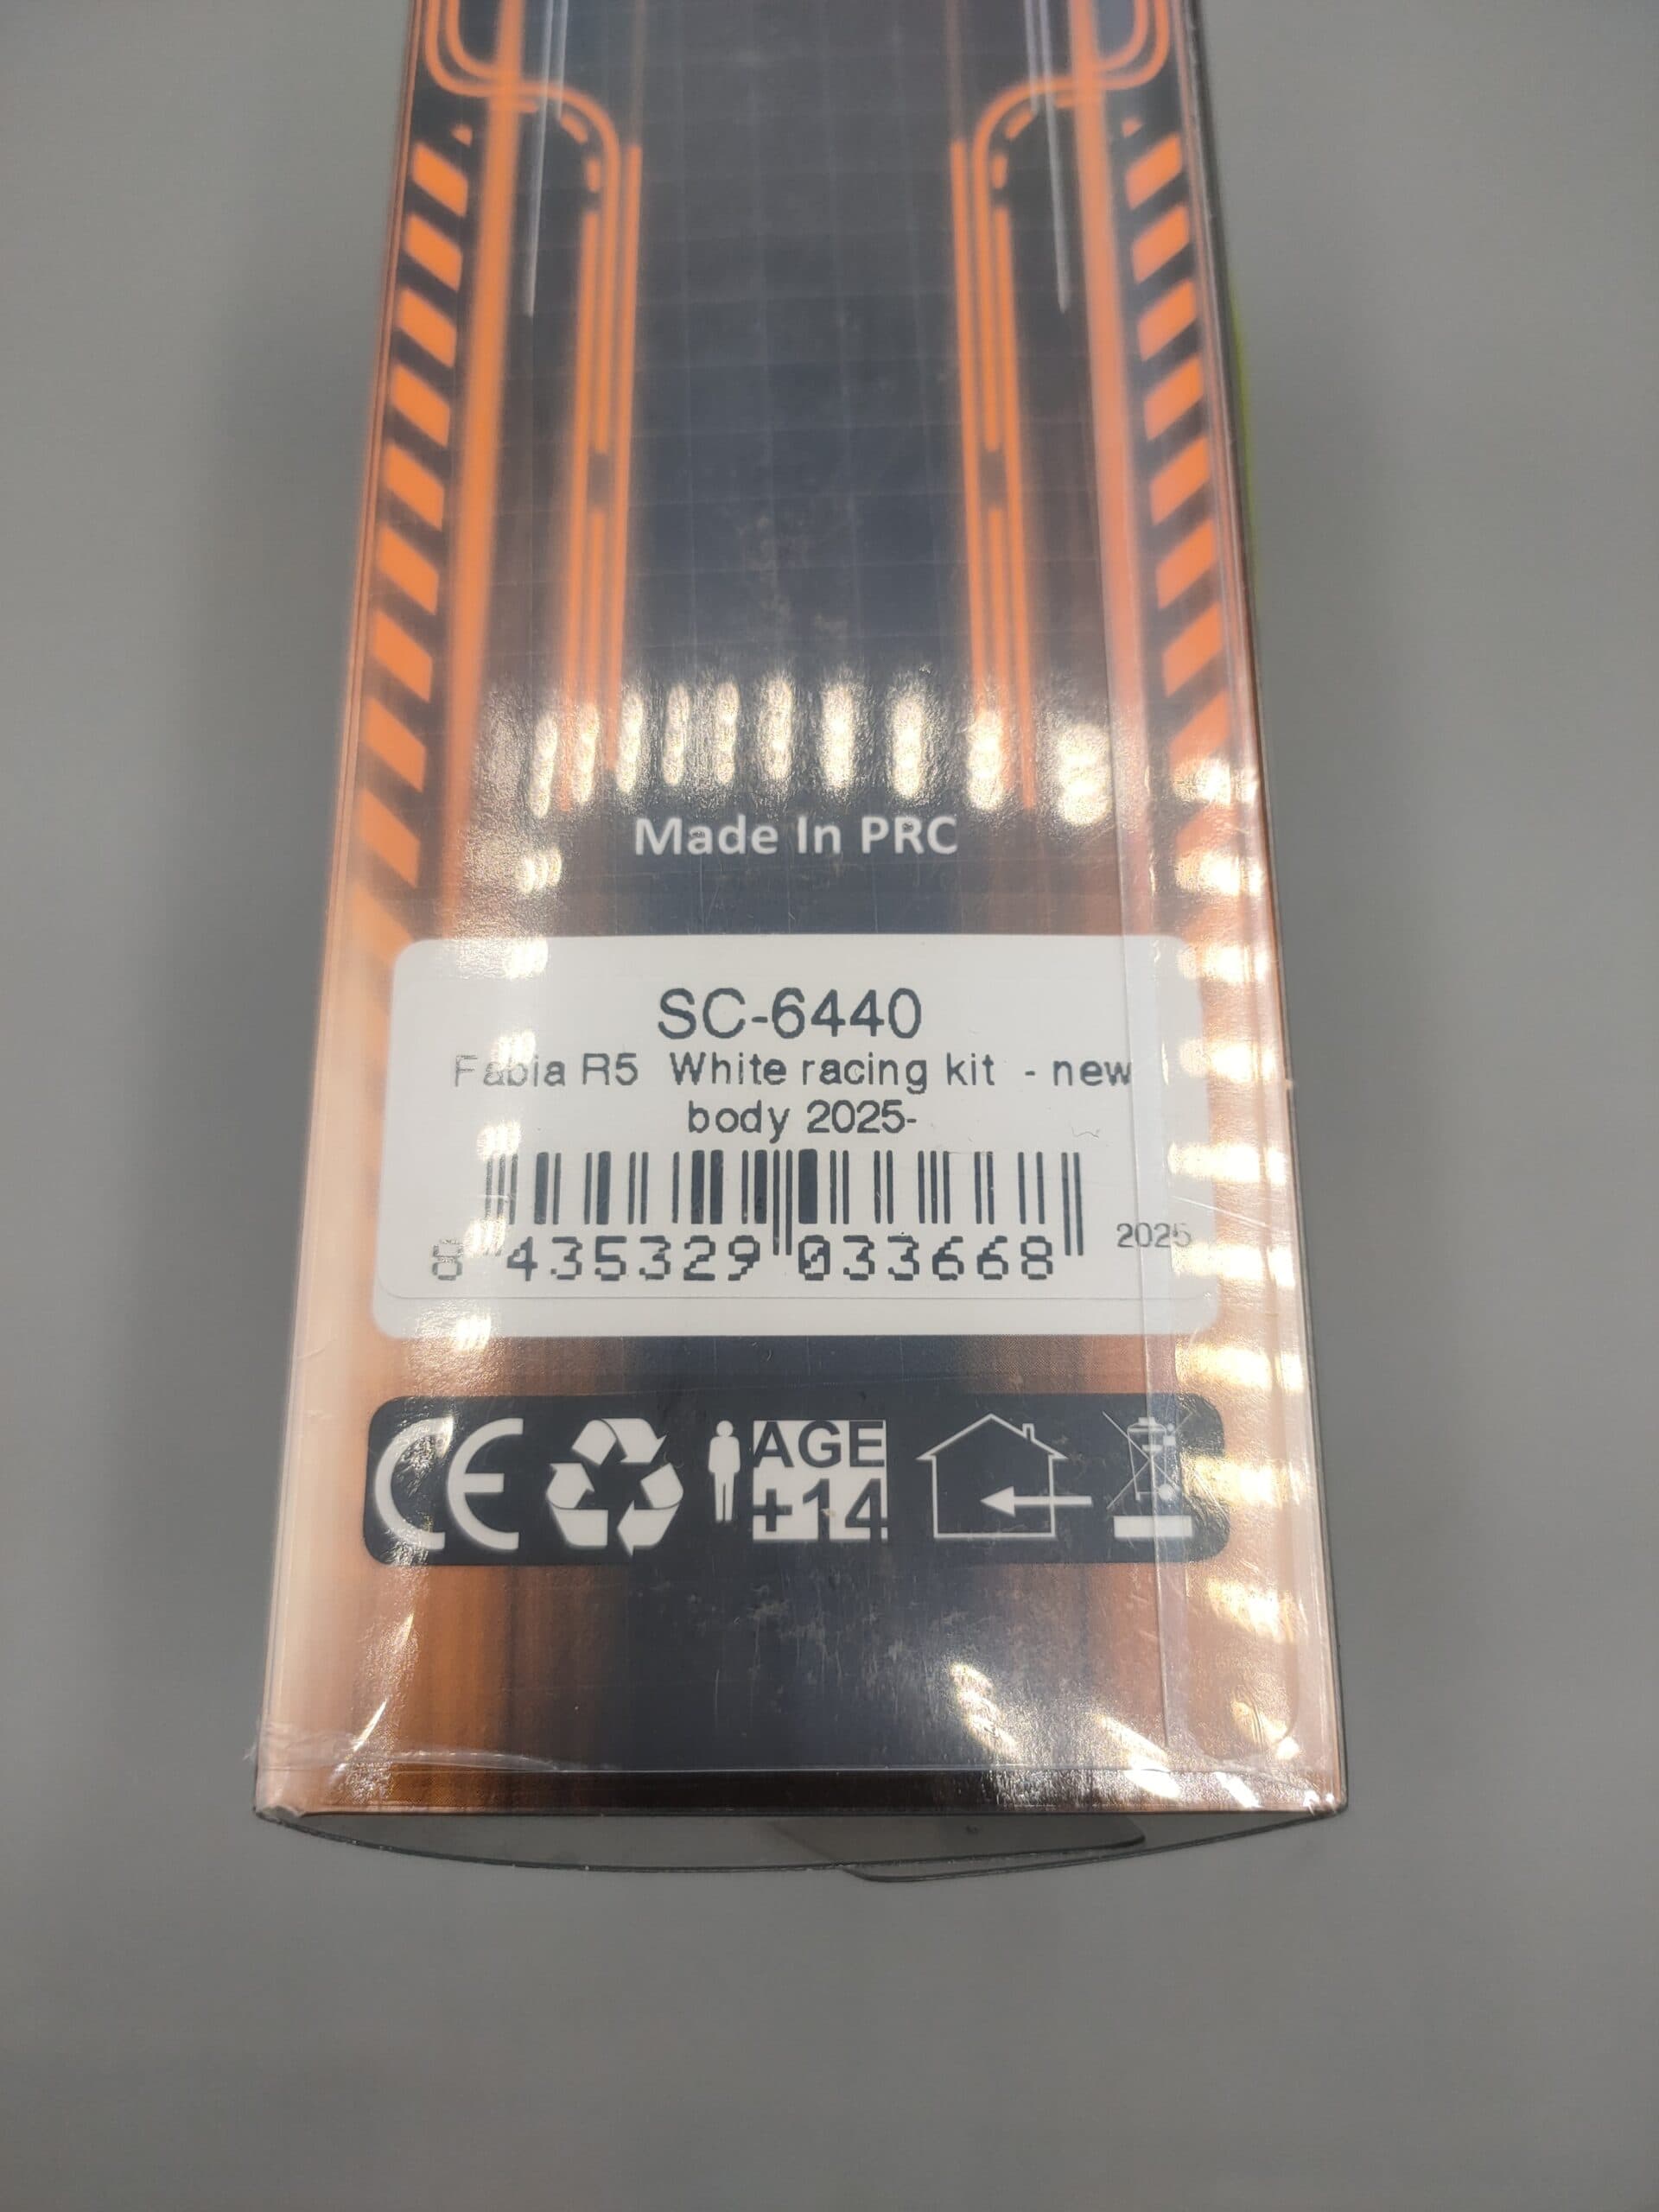 Made In PRC
SC-6440
Fabia R5 White racing kit - new
body 2025-
8 435329 033668
2025
CE
AGE
+14